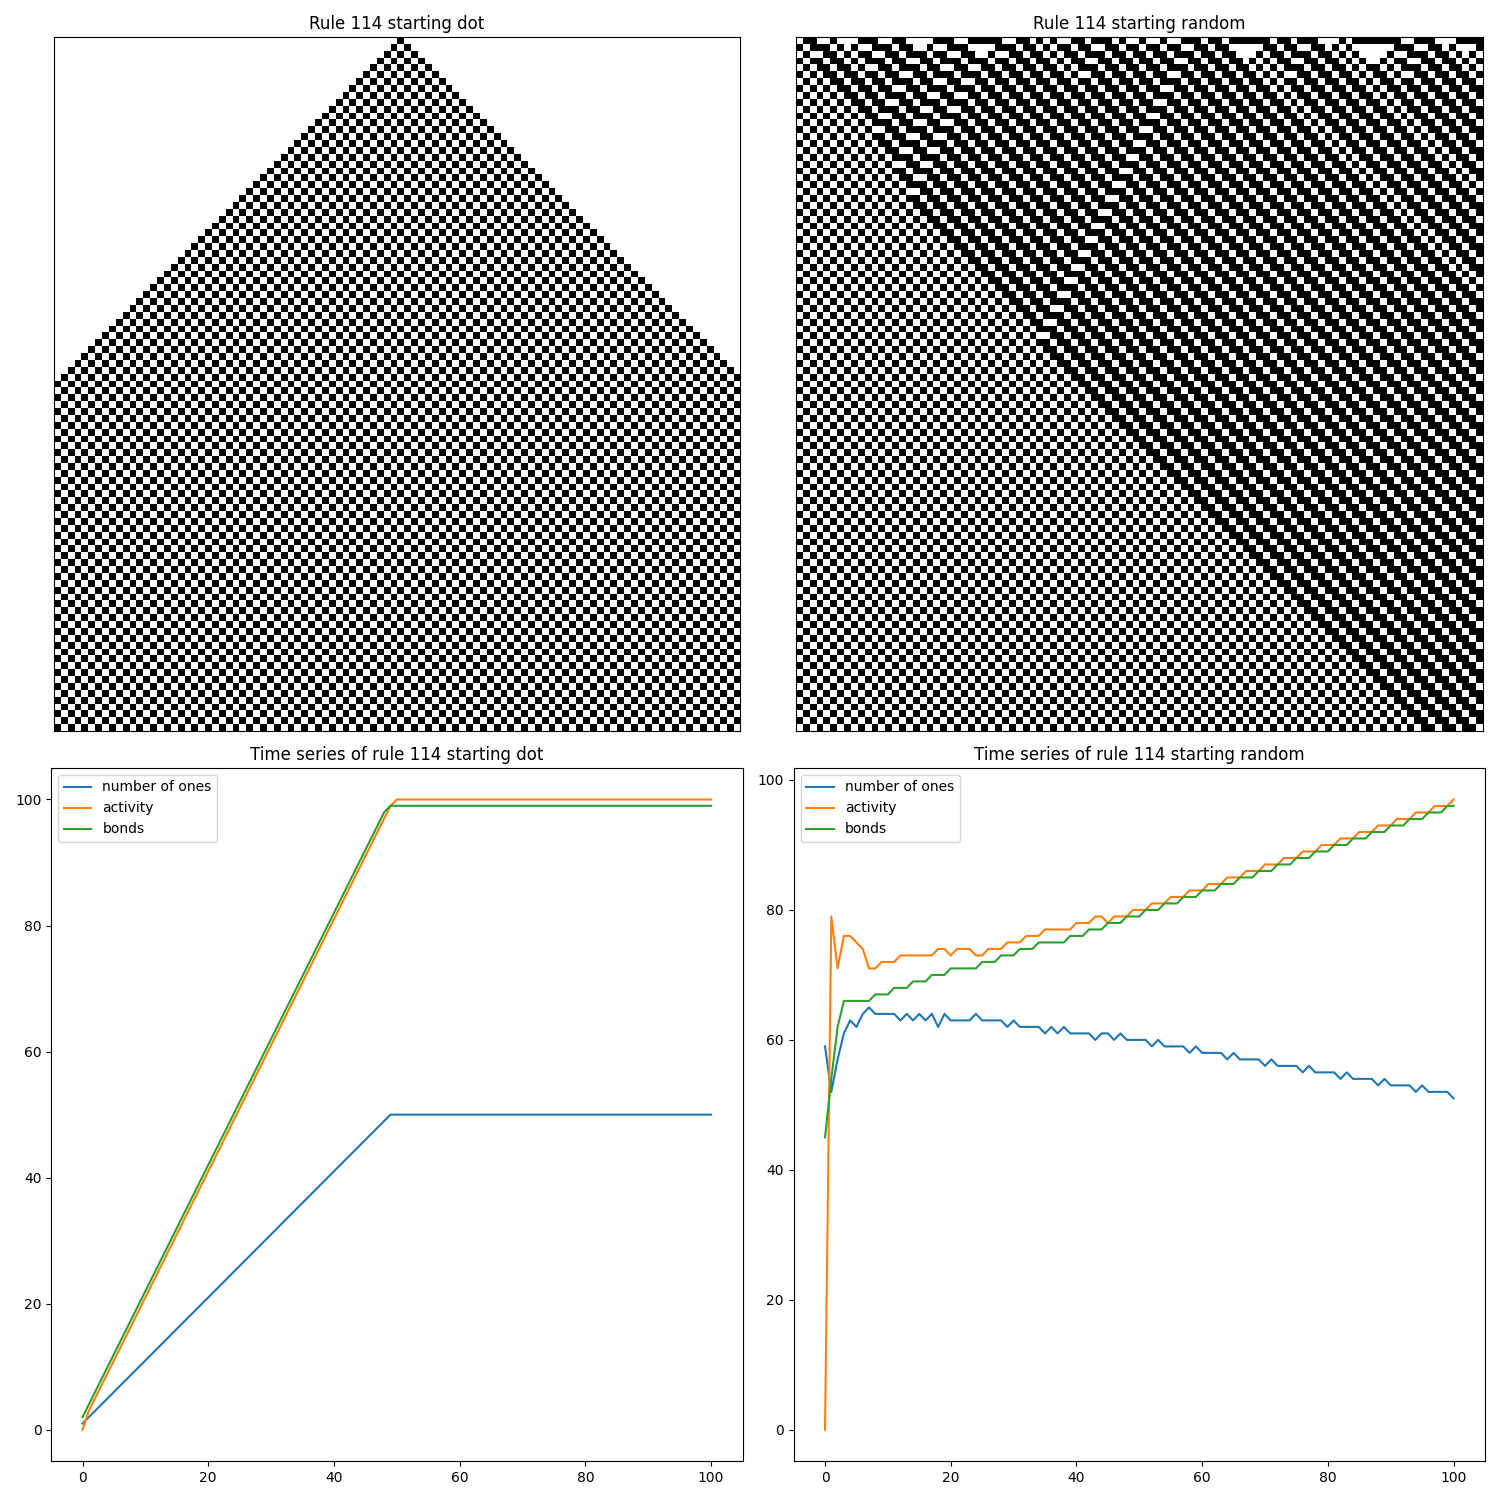 Rule 114 starting dot
Rule 114 starting random
Time series of rule 114 starting dot
number of ones
activity
bonds
100
80
60
40
20
0
0 20 40 60 80 100
Time series of rule 114 starting random
number of ones
activity
bonds
100
80
60
40
20
0
0 20 40 60 80 100